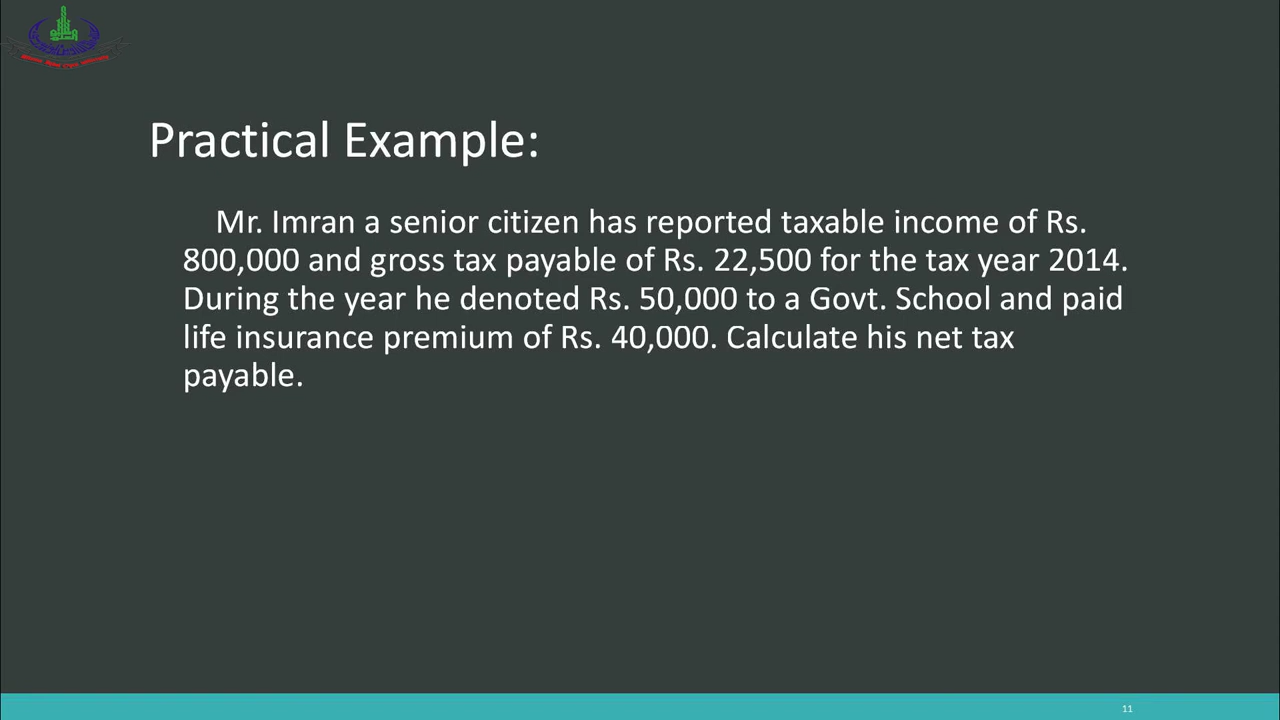 Practical Example:
Mr. Imran a senior citizen has reported taxable income of Rs.
800,000 and gross tax payable of Rs. 22,500 for the tax year 2014.
During the year he denoted Rs. 50,000 to a Govt. School and paid
life insurance premium of Rs. 40,000. Calculate his net tax
payable.
11